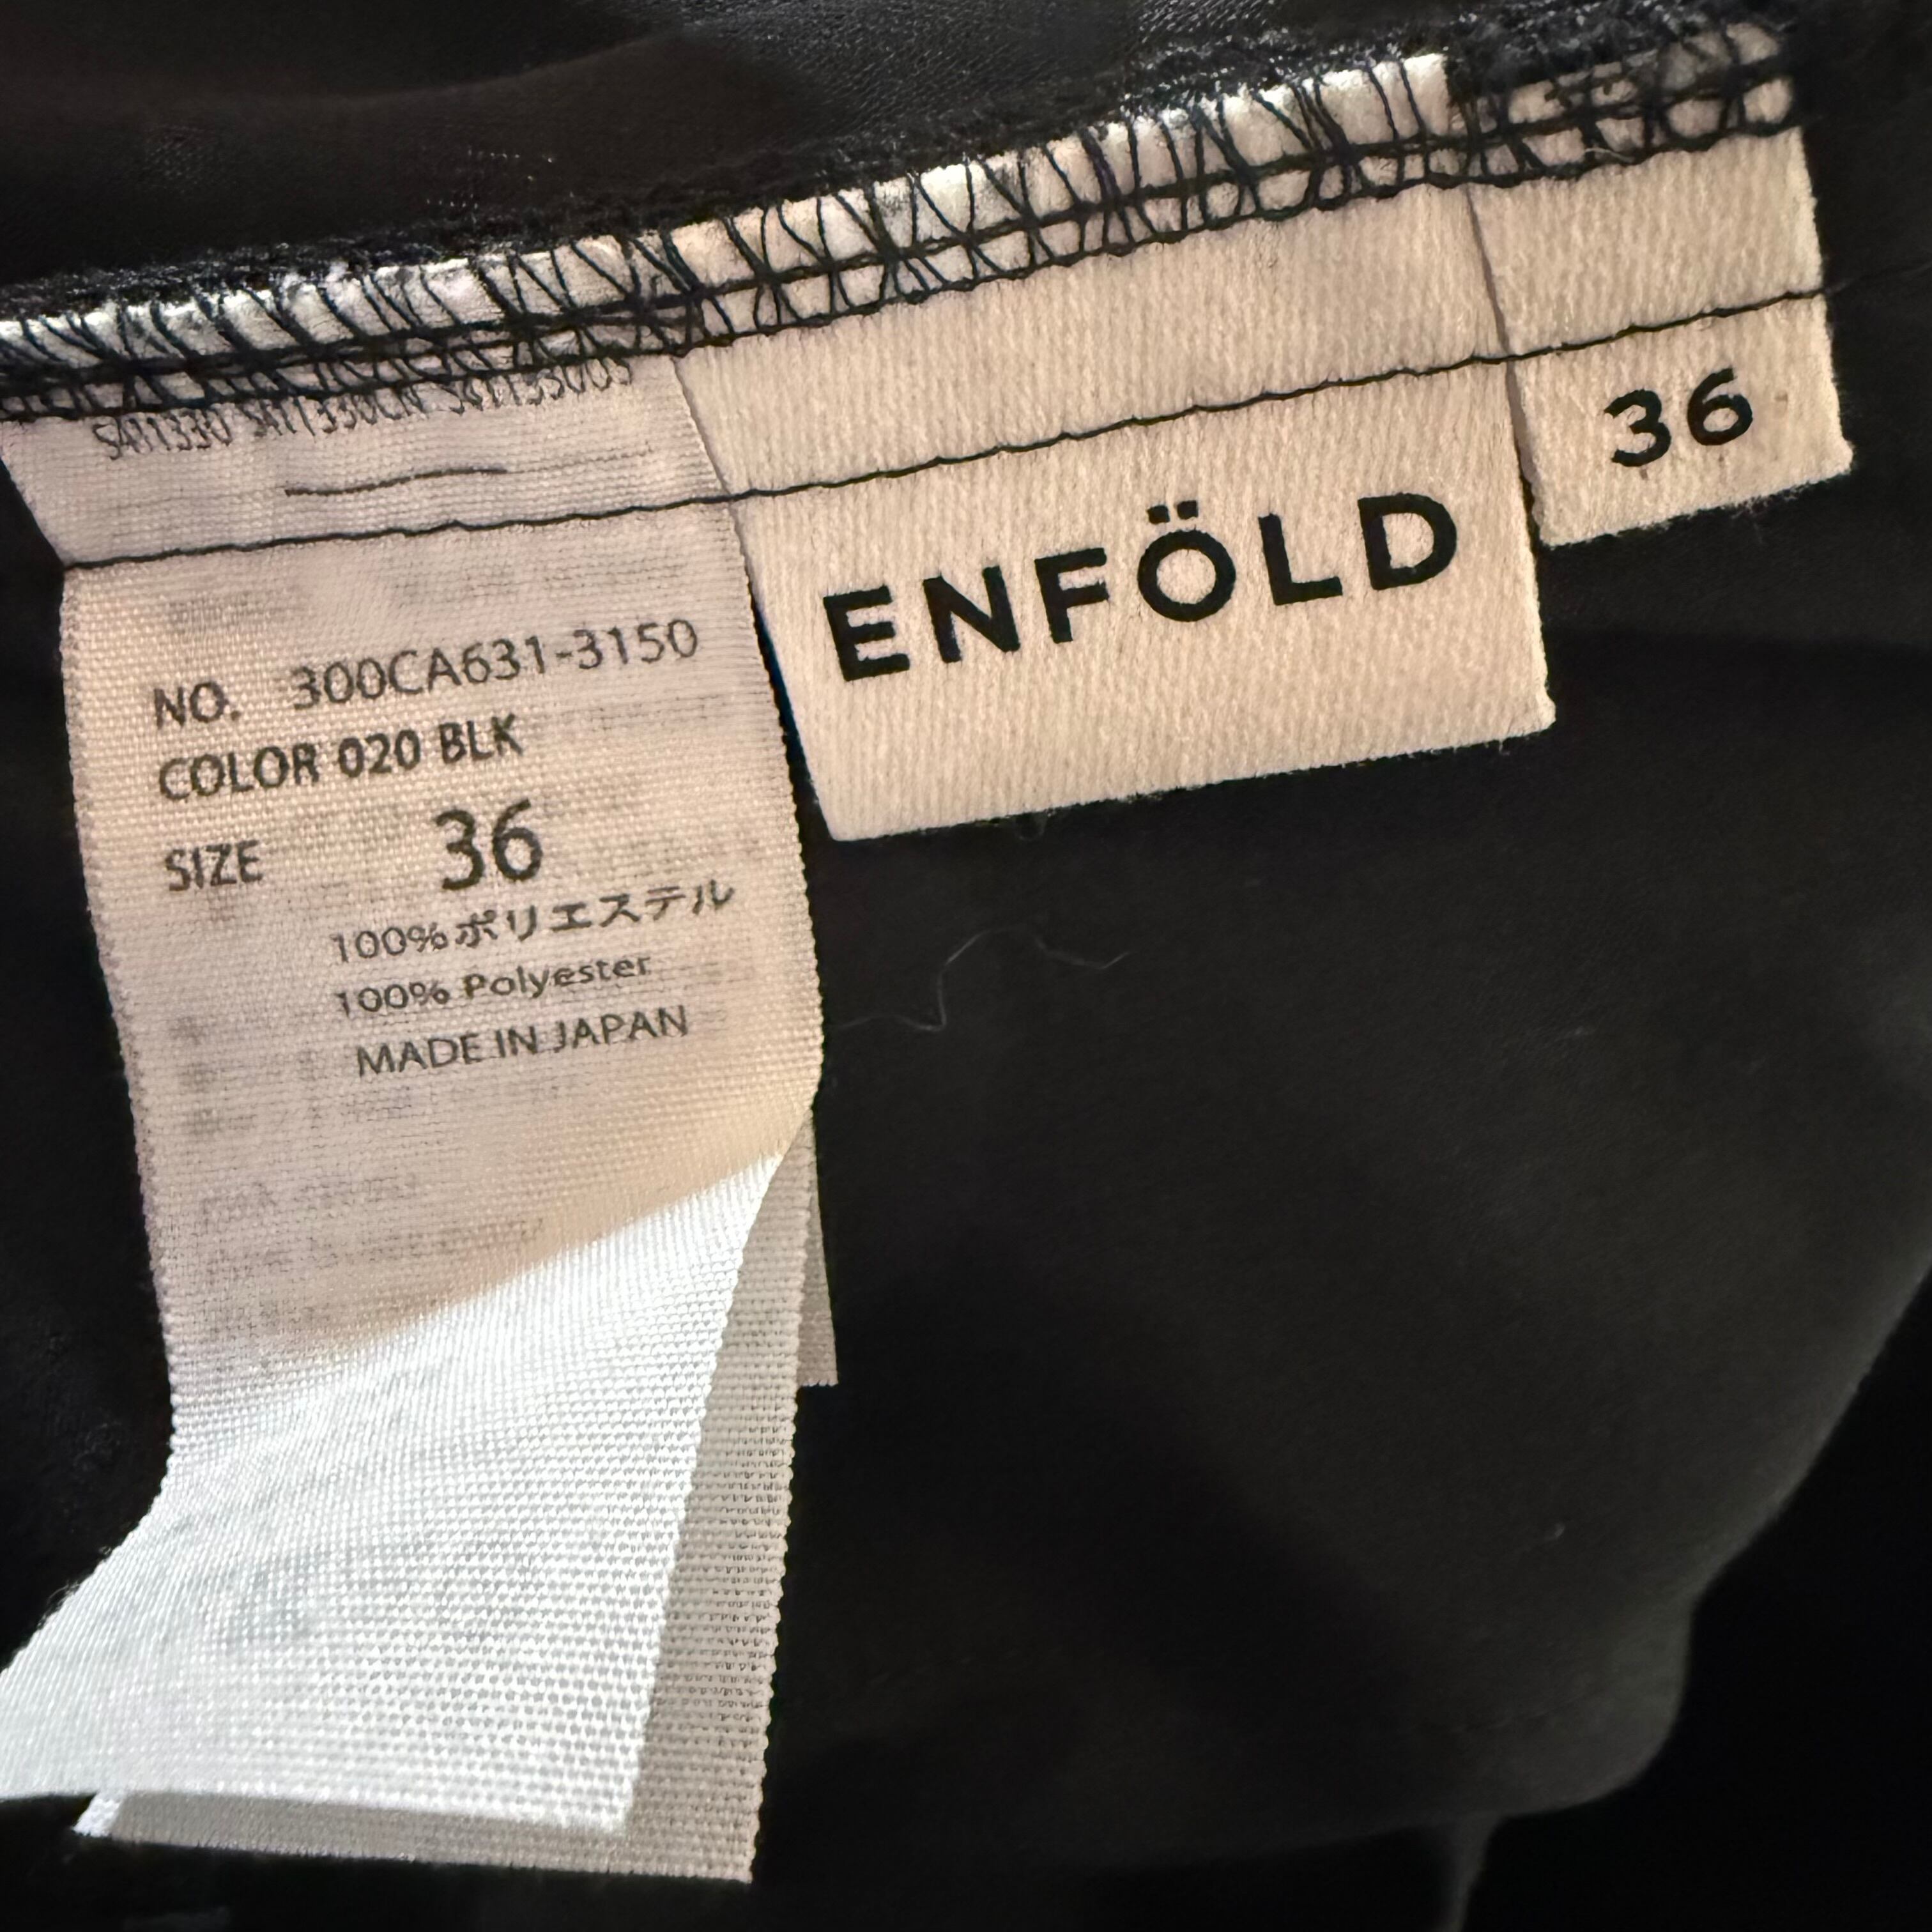 NO. 300CA631-3150
COLOR 020 BLK
SIZE 36
100%ポリエステル
100% Polyester
MADE IN JAPAN
ENFÖLD
36